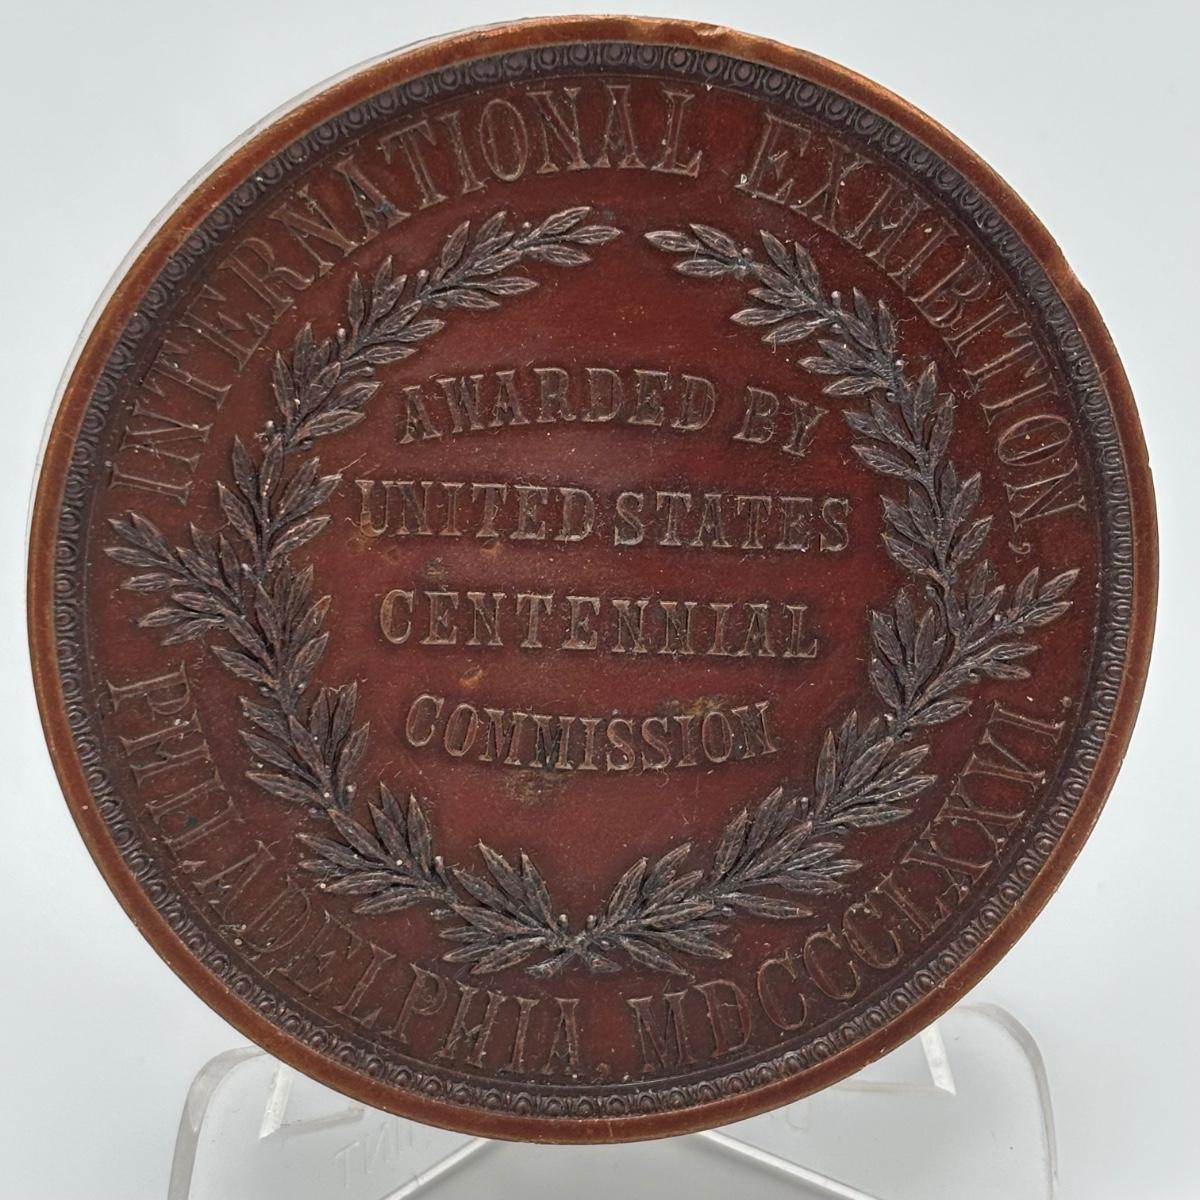 INTERNATIONAL EXHIBITION,
PHILADELPHIA, MDCCCLXXVI.
AWARDED BY
UNITED STATES
CENTENNIAL
COMMISSION